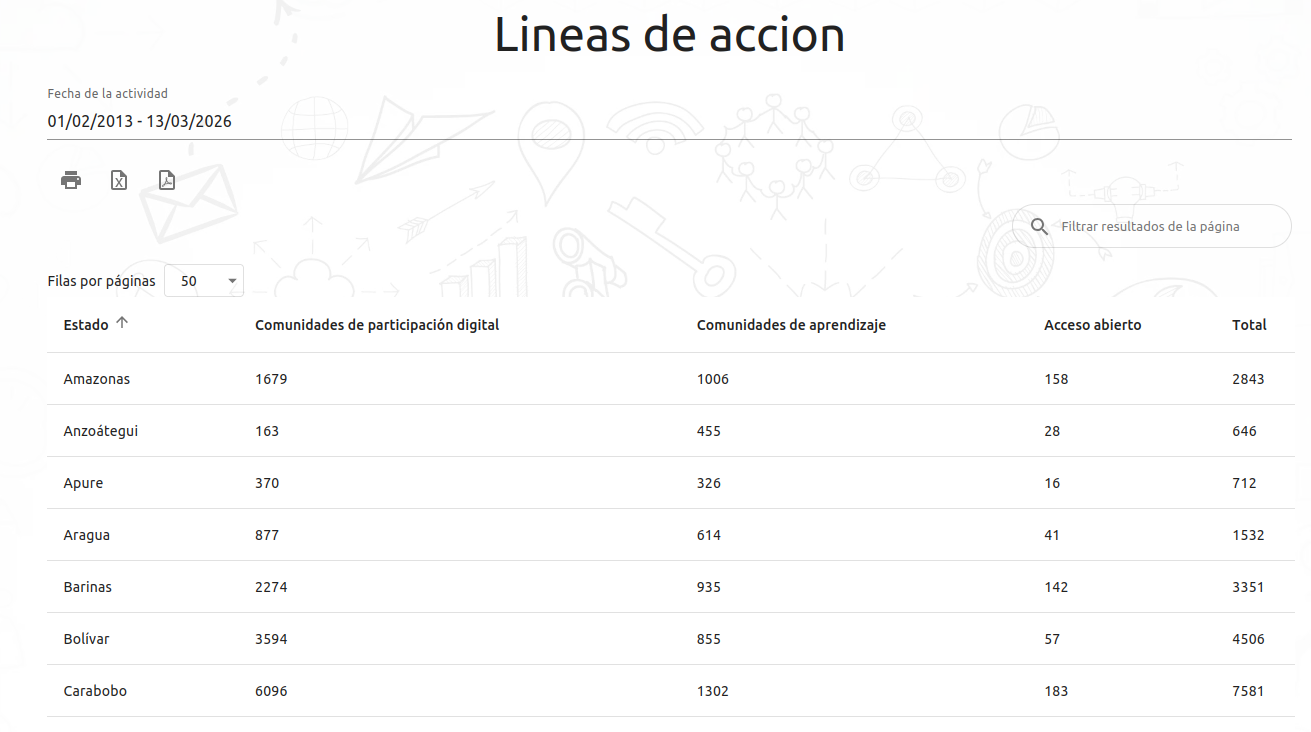 Lineas de accion
Fecha de la actividad
01/02/2013 - 13/03/2026
Filtrar resultados de la página
Filas por páginas 50
Estado Comunidades de participación digital Comunidades de aprendizaje Acceso abierto Total
Amazonas 1679 1006 158 2843
Anzoátegui 163 455 28 646
Apure 370 326 16 712
Aragua 877 614 41 1532
Barinas 2274 935 142 3351
Bolívar 3594 855 57 4506
Carabobo 6096 1302 183 7581